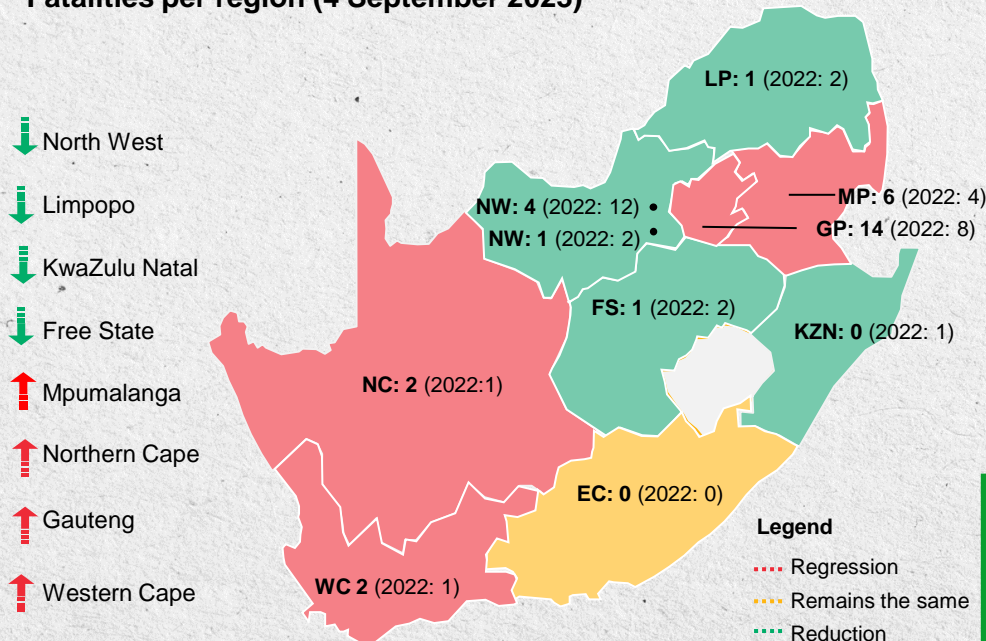 Fatalities per region (4 September 2023)
LP: 1 (2022: 2)
North West
Limpopo
KwaZulu Natal
Free State
Mpumalanga
Northern Cape
Gauteng
Western Cape
NW: 4 (2022: 12)
NW: 1 (2022: 2)
MP: 6 (2022: 4)
GP: 14 (2022: 8)
FS: 1 (2022: 2)
KZN: 0 (2022: 1)
NC: 2 (2022:1)
EC: 0 (2022: 0)
WC 2 (2022: 1)
Legend
Regression
Remains the same
Reduction